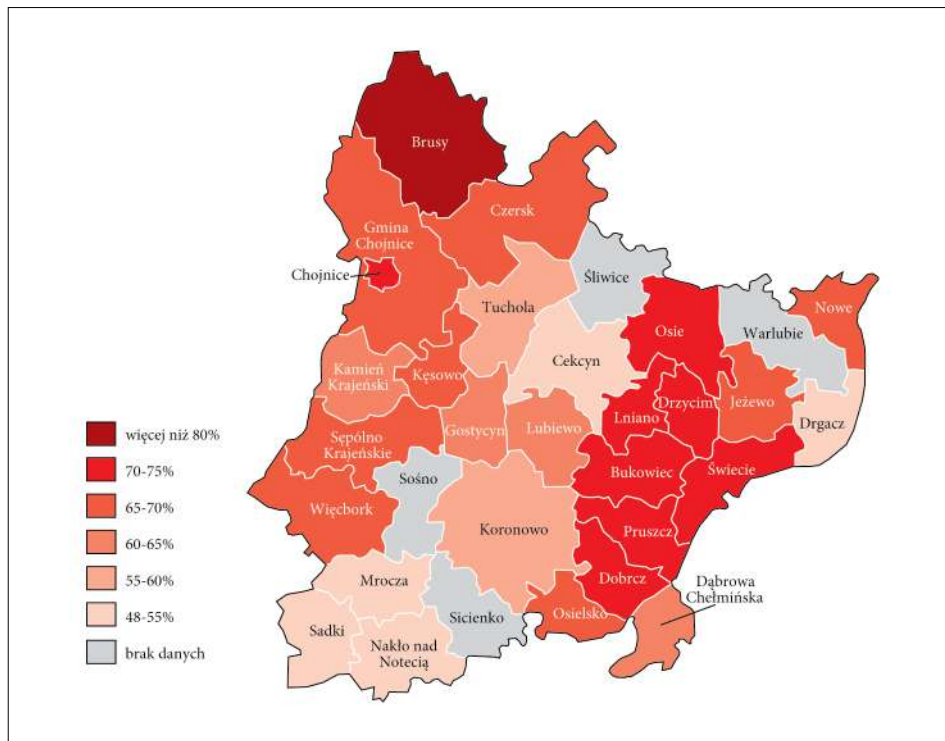 Brusy
Czersk
Gmina
Chojnice
Chojnice
Śliwice
Tuchola
Nowe
Osie
Warlubie
Cekcyn
Kamień
Krajeński
Kęsowo
Lniano
Drzycim
Jeżewo
Drgacz
Gostycyn
Lubiewo
więcej niż 80%
Sępólno
Krajeńskie
Bukowiec
Świecie
70-75%
Sośno
65-70%
Więcbork
Koronowo
Pruszcz
60-65%
55-60%
Mrocza
Dobrcz
Dąbrowa
Chełmińska
48-55%
Sadki
Sicienko
Osielsko
Nakło nad
Notecią
brak danych